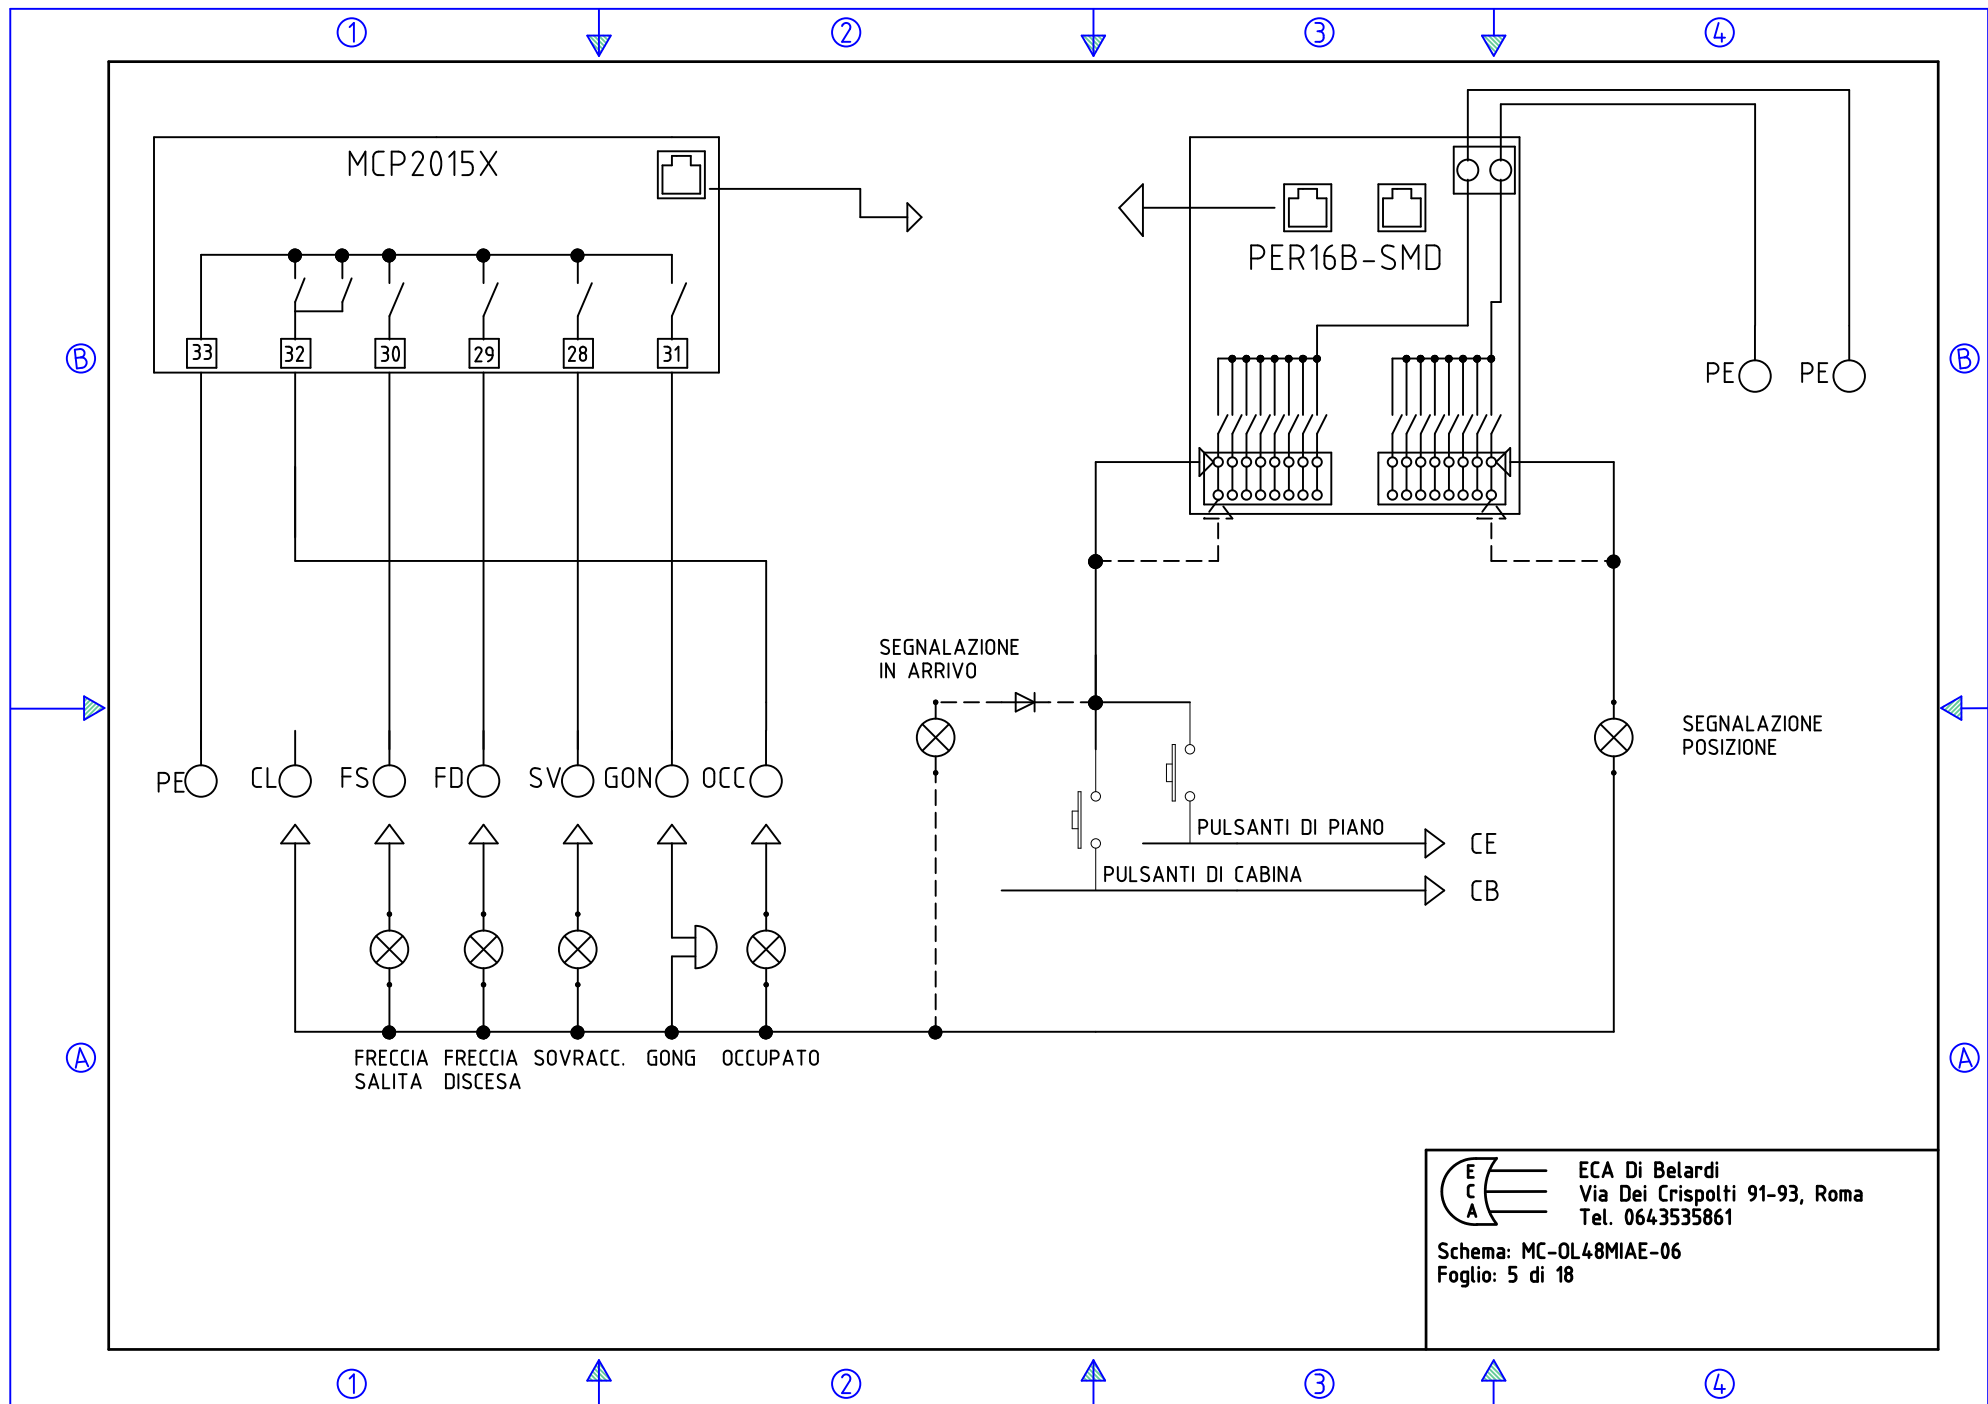 1 2 3 4
MCP2015X
PER16B-SMD
33 32 30 29 28 31
B
B
PE PE
SEGNALAZIONE
IN ARRIVO
SEGNALAZIONE
POSIZIONE
PE CL FS FD SV GON OCC
PULSANTI DI PIANO
CE
PULSANTI DI CABINA
CB
A
A
FRECCIA
SALITA
FRECCIA
DISCESA
SOVRACC.
GONG
OCCUPATO
E
C
A
ECA Di Belardi
Via Dei Crispolti 91-93, Roma
Tel. 0643535861
Schema: MC-OL48MIAE-06
Foglio: 5 di 18
1 2 3 4